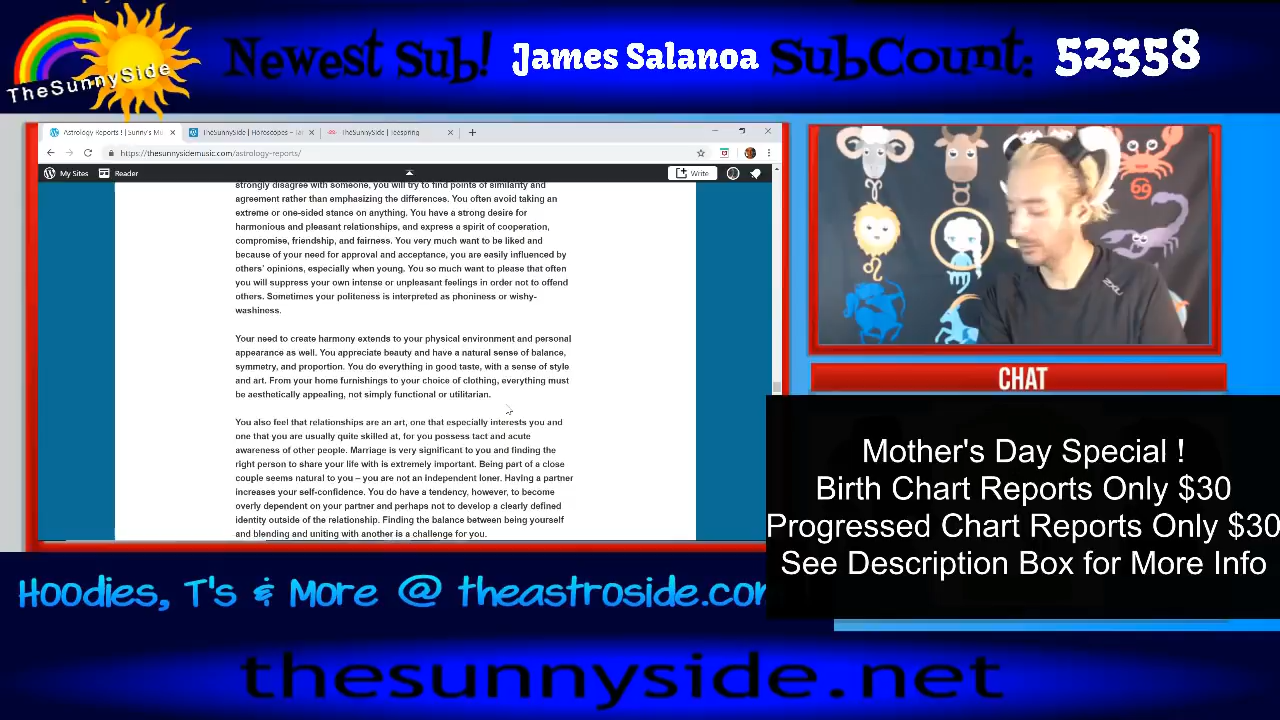 TheSunnySide
Newest Sub!
James Salanoa
SubCount:
52358
Astrology Reports ! | Sunny's Mu
TheSunnySide | Horoscopes – Tar
TheSunnySide | Teespring
https://thesunnysidemusic.com/astrology-reports/
My Sites
Reader
Write
strongly disagree with someone, you will try to find points of similarity and
agreement rather than emphasizing the differences. You often avoid taking an
extreme or one-sided stance on anything. You have a strong desire for
harmonious and pleasant relationships, and express a spirit of cooperation,
compromise, friendship, and fairness. You very much want to be liked and
because of your need for approval and acceptance, you are easily influenced by
others' opinions, especially when young. You so much want to please that often
you will suppress your own intense or unpleasant feelings in order not to offend
others. Sometimes your politeness is interpreted as phoniness or wishy-
washiness.
Your need to create harmony extends to your physical environment and personal
appearance as well. You appreciate beauty and have a natural sense of balance,
symmetry, and proportion. You do everything in good taste, with a sense of style
and art. From your home furnishings to your choice of clothing, everything must
be aesthetically appealing, not simply functional or utilitarian.
You also feel that relationships are an art, one that especially interests you and
one that you are usually quite skilled at, for you possess tact and acute
awareness of other people. Marriage is very significant to you and finding the
right person to share your life with is extremely important. Being part of a close
couple seems natural to you – you are not an independent loner. Having a partner
increases your self-confidence. You do have a tendency, however, to become
overly dependent on your partner and perhaps not to develop a clearly defined
identity outside of the relationship. Finding the balance between being yourself
and blending and uniting with another is a challenge for you.
CHAT
Mother's Day Special !
Birth Chart Reports Only $30
Progressed Chart Reports Only $30
See Description Box for More Info
Hoodies, T's & More @ theastroside.com
thesunnyside.net